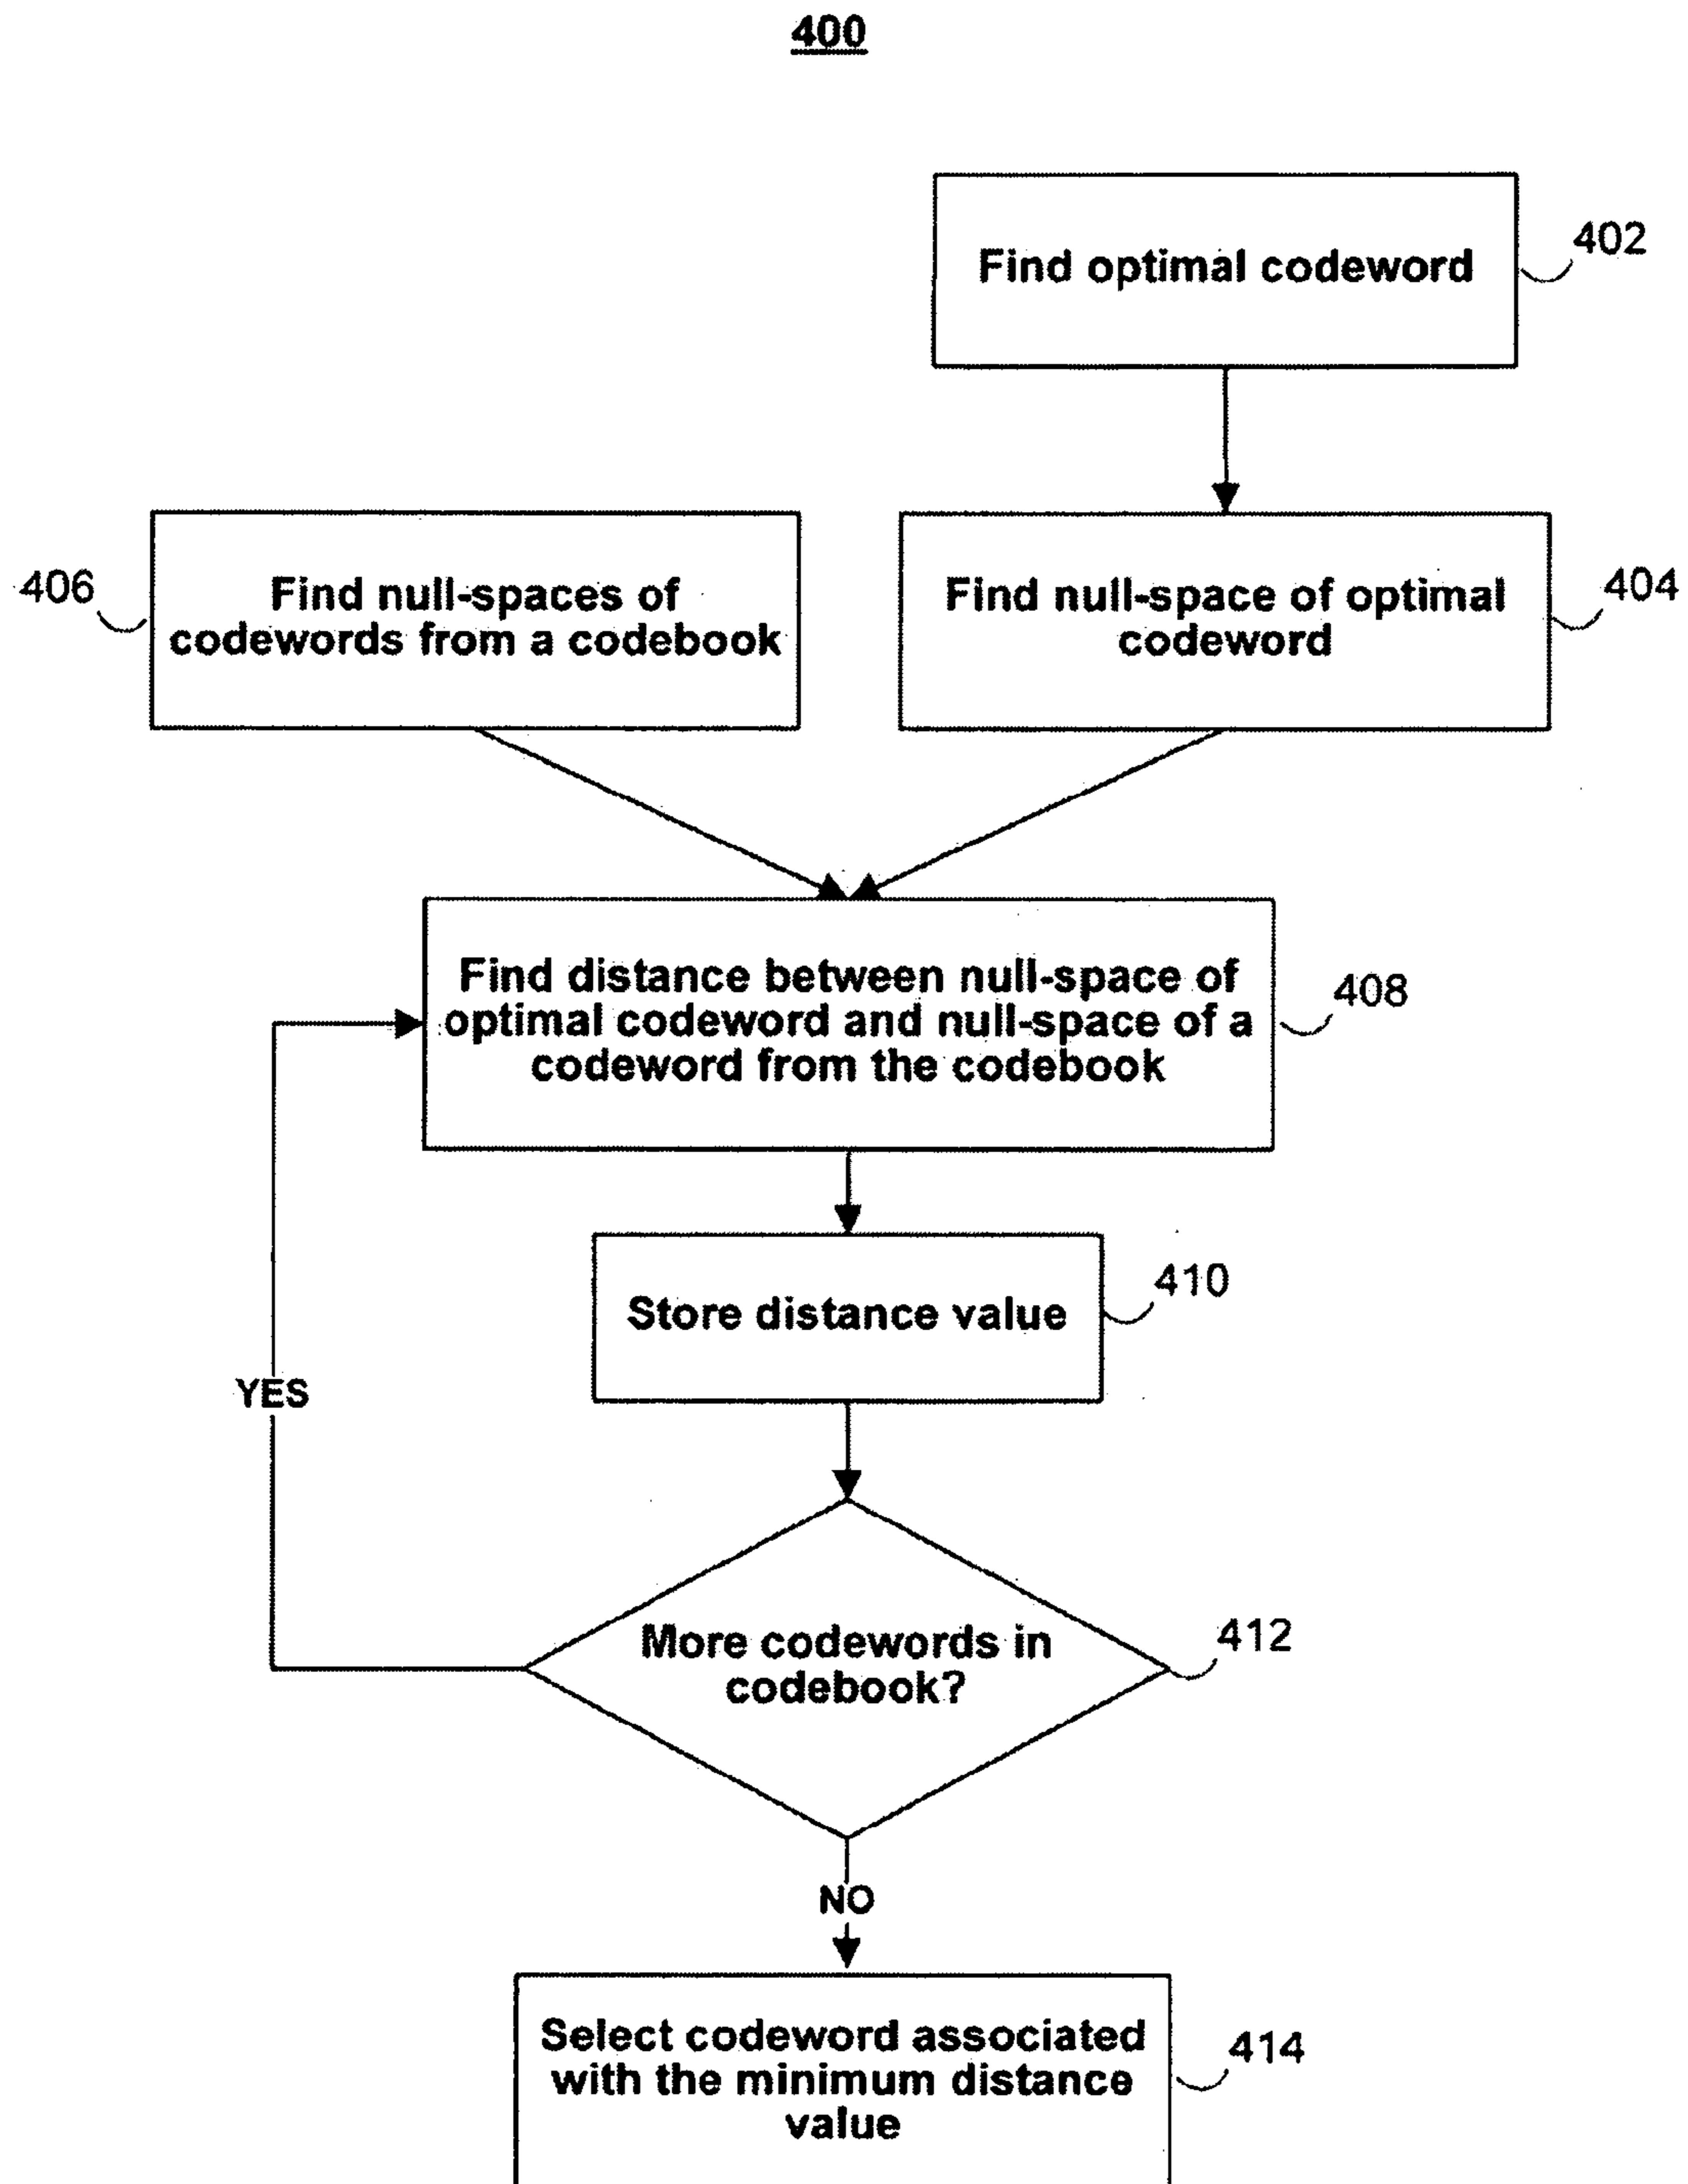 400
Find optimal codeword
402
406
Find null-spaces of
codewords from a codebook
Find null-space of optimal
codeword
404
Find distance between null-space of
optimal codeword and null-space of a
codeword from the codebook
408
Store distance value
410
YES
More codewords in
codebook?
412
NO
Select codeword associated
with the minimum distance
value
414